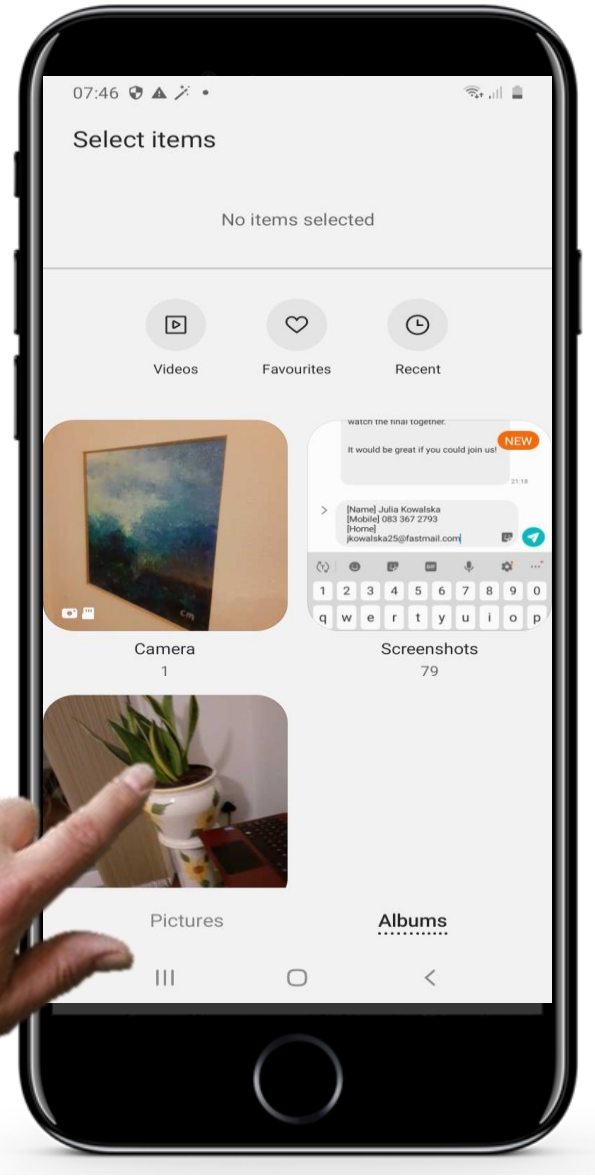 07:46
Select items
No items selected
Videos Favourites Recent
watch the final together.
NEW
It would be great if you could join us!
21:18
[Name] Julia Kowalska
[Mobile] 083 367 2793
[Home]
jkowalska25@fastmail.com
GIF
1 2 3 4 5 6 7 8 9 0
q w e r t y u i o p
cm
Camera Screenshots
1 79
Pictures Albums